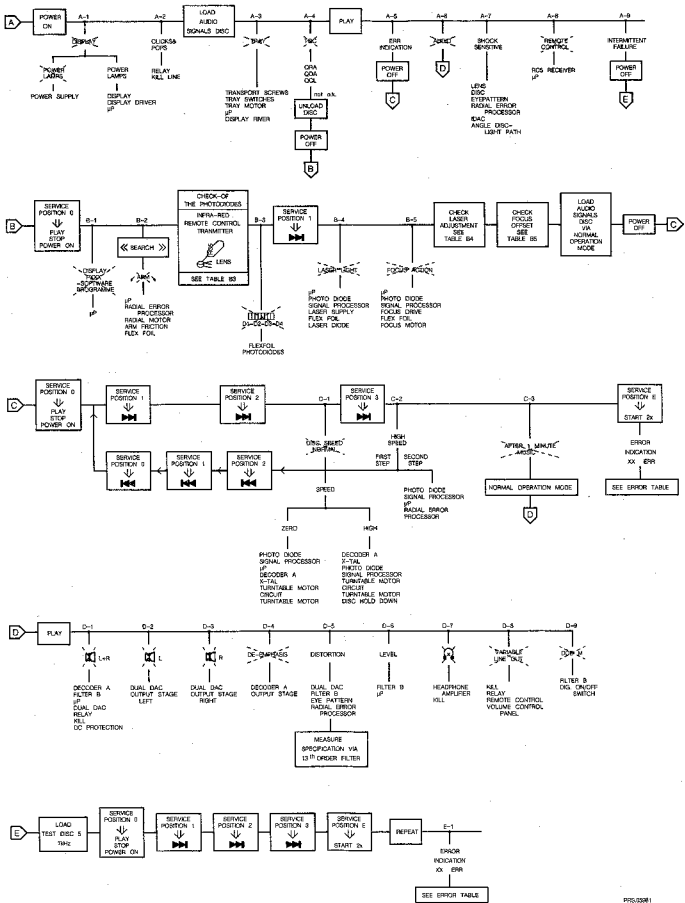 A
POWER ON
A-1
DISPLAY
POWER LAMPS
POWER SUPPLY
POWER LAMPS
DISPLAY
DISPLAY DRIVER
µP
A-2
CLICKS&
POPS
RELAY
KILL LINE
LOAD
AUDIO
SIGNALS DISC
A-3
TRAY
TRANSPORT SCREWS
TRAY SWITCHES
TRAY MOTOR
µP
DISPLAY RIVER
A-4
TOC
QRA
QDA
QCL
not o.k.
UNLOAD
DISC
POWER
OFF
B
PLAY
A-5
ERR
INDICATION
POWER
OFF
C
A-6
D
A-7
SHOCK
SENSITIVE
LENS
DISC
EYEPATTERN
RADIAL ERROR
PROCESSOR
ANGLE DISC-
LIGHT PATH
A-8
REMOTE
CONTROL
RC5 RECEIVER
µP
A-9
INTERMITTENT
FAILURE
POWER
OFF
E
B
SERVICE
POSITION 0
PLAY
STOP
POWER ON
B-1
DISPLAY
-SOFTWARE
PROGRAMME
µP
B-2
SEARCH
ARM
µP
RADIAL ERROR
PROCESSOR
RADIAL MOTOR
ARM FRICTION
FLEX FOIL
CHECK-OF
THE PHOTODIODES
INFRA-RED
REMOTE CONTROL
TRANMITTER
LENS
SEE TABLE B3
B-3
D1-D2-D3-D4
FLEXFOIL
PHOTODIODES
SERVICE
POSITION 1
B-4
LASER LIGHT
µP
PHOTO DIODE
SIGNAL PROCESSOR
LASER SUPPLY
FLEX FOIL
LASER DIODE
B-5
FOCUS ACTION
µP
PHOTO DIODE
SIGNAL PROCESSOR
FOCUS DRIVE
FLEX FOIL
FOCUS MOTOR
CHECK
LASER
ADJUSTMENT
SEE
TABLE B4
CHECK
FOCUS
OFFSET
SEE
TABLE B5
LOAD
AUDIO
SIGNALS
DISC
VIA
NORMAL
OPERATION
MODE
POWER
OFF
C
C
SERVICE
POSITION 0
PLAY
STOP
POWER ON
SERVICE
POSITION 1
SERVICE
POSITION 2
D-1
DISC SPEED
NORMAL
SERVICE
POSITION 3
C-2
HIGH
SPEED
FIRST
STEP
SECOND
STEP
PHOTO DIODE
SIGNAL PROCESSOR
µP
RADIAL ERROR
PROCESSOR
C-3
AFTER 1 MINUTE
MUSIC
NORMAL OPERATION MODE
D
SERVICE
POSITION E
START 2x
ERROR
INDICATION
XX ERR
SEE ERROR TABLE
SERVICE
POSITION 0
SERVICE
POSITION 1
SERVICE
POSITION 2
SPEED
ZERO
PHOTO DIODE
SIGNAL PROCESSOR
µP
DECODER A
X-TAL
TURNTABLE MOTOR
CIRCUIT
TURNTABLE MOTOR
HIGH
DECODER A
X-TAL
PHOTO DIODE
SIGNAL PROCESSOR
TURNTABLE MOTOR
CIRCUIT
TURNTABLE MOTOR
DISC HOLD DOWN
D
PLAY
D-1
L+R
DECODER A
FILTER B
µP
DUAL DAC
RELAY
KILL
DC PROTECTION
D-2
L
DUAL DAC
OUTPUT STAGE
LEFT
D-3
R
DUAL DAC
OUTPUT STAGE
RIGHT
D-4
DE-EMPHASIS
DECODER A
OUTPUT STAGE
D-5
DISTORTION
DUAL DAC
FILTER B
EYE PATTERN
RADIAL ERROR
PROCESSOR
MEASURE
SPECIFICATION VIA
13th ORDER FILTER
D-6
LEVEL
FILTER B
µP
D-7
HEADPHONE
AMPLIFIER
KILL
D-8
VARIABLE
LINE OUT
KILL
RELAY
REMOTE CONTROL
VOLUME CONTROL
PANEL
D-9
FILTER B
DIG. ON/OFF
SWITCH
E
LOAD
TEST DISC 5
SERVICE
POSITION 0
PLAY
STOP
POWER ON
SERVICE
POSITION 1
SERVICE
POSITION 2
SERVICE
POSITION 3
SERVICE
POSITION E
START 2x
REPEAT
E-1
ERROR
INDICATION
XX ERR
SEE ERROR TABLE
PRS.05981